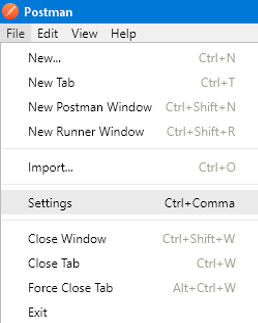 Postman
File Edit View Help
New... Ctrl+N
New Tab Ctrl+T
New Postman Window Ctrl+Shift+N
New Runner Window Ctrl+Shift+R
Import... Ctrl+O
Settings Ctrl+Comma
Close Window Ctrl+Shift+W
Close Tab Ctrl+W
Force Close Tab Alt+Ctrl+W
Exit